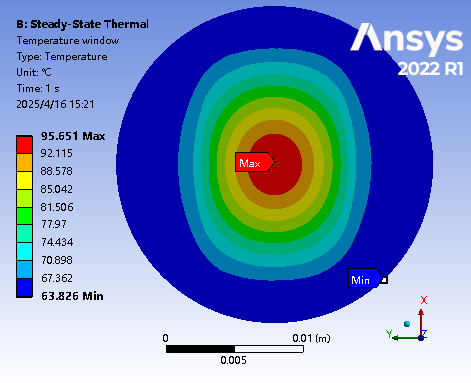 B: Steady-State Thermal
Temperature window
Type: Temperature
Unit: °C
Time: 1 s
2025/4/16 15:21
Ansys
2022 R1
95.651 Max
92.115
88.578
85.042
81.506
77.97
74.434
70.898
67.362
63.826 Min
Max
Min
X
Y
Z
0
0.01 (m)
0.005